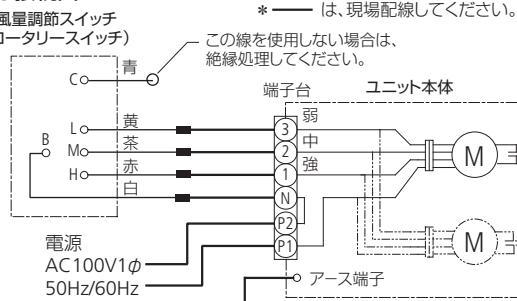 ＊ ―― は、現場配線してください。
風量調節スイッチ
ロータリースイッチ）
この線を使用しない場合は、
絶縁処理してください。
C 青
端子台
ユニット本体
L 黄 3 弱
B M 茶 2 中
H 赤 1 強
白 N
M
P2
P1
M
電源
AC100V1φ
50Hz/60Hz
アース端子